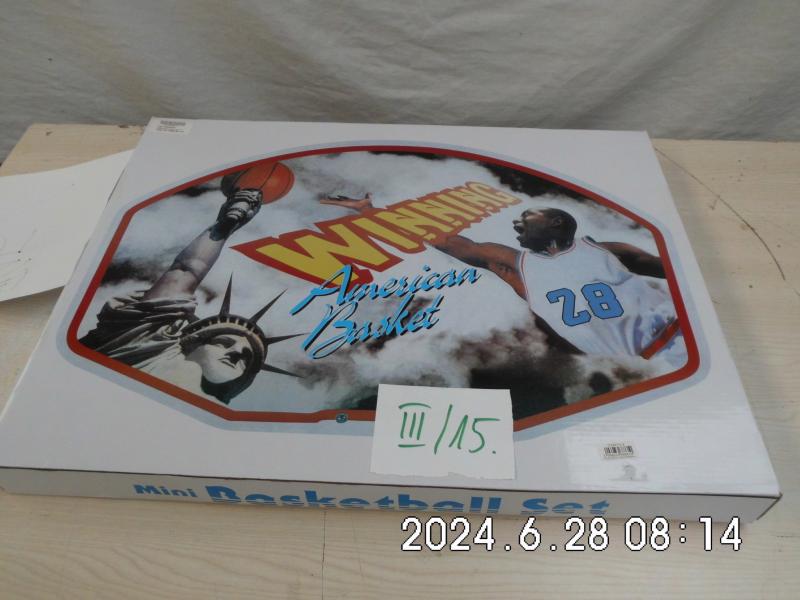 WINNING
American
Basket
28
III/15.
Mini Basketball Set
2024.6.28 08:14